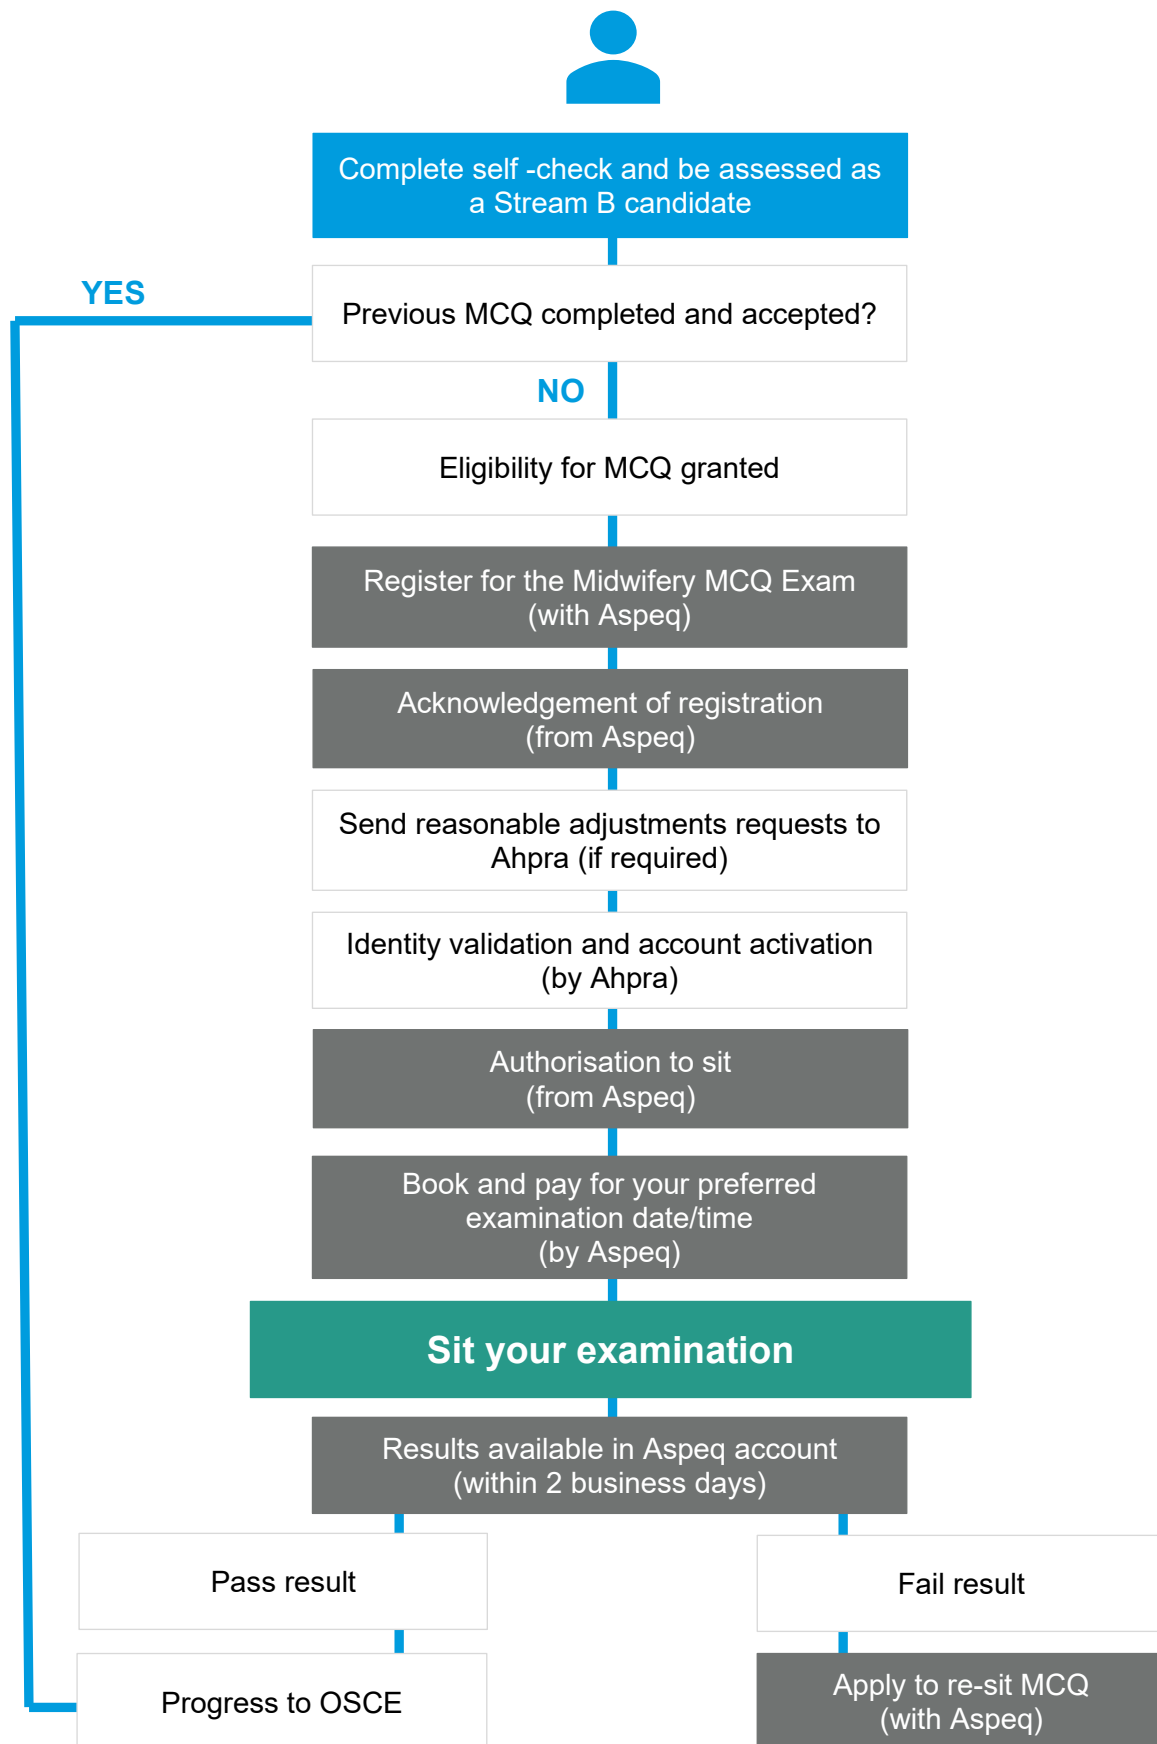 Complete self -check and be assessed as
a Stream B candidate
YES
Previous MCQ completed and accepted?
NO
Eligibility for MCQ granted
Register for the Midwifery MCQ Exam
(with Aspeq)
Acknowledgement of registration
(from Aspeq)
Send reasonable adjustments requests to
Ahpra (if required)
Identity validation and account activation
(by Ahpra)
Authorisation to sit
(from Aspeq)
Book and pay for your preferred
examination date/time
(by Aspeq)
Sit your examination
Results available in Aspeq account
(within 2 business days)
Pass result
Fail result
Progress to OSCE
Apply to re-sit MCQ
(with Aspeq)